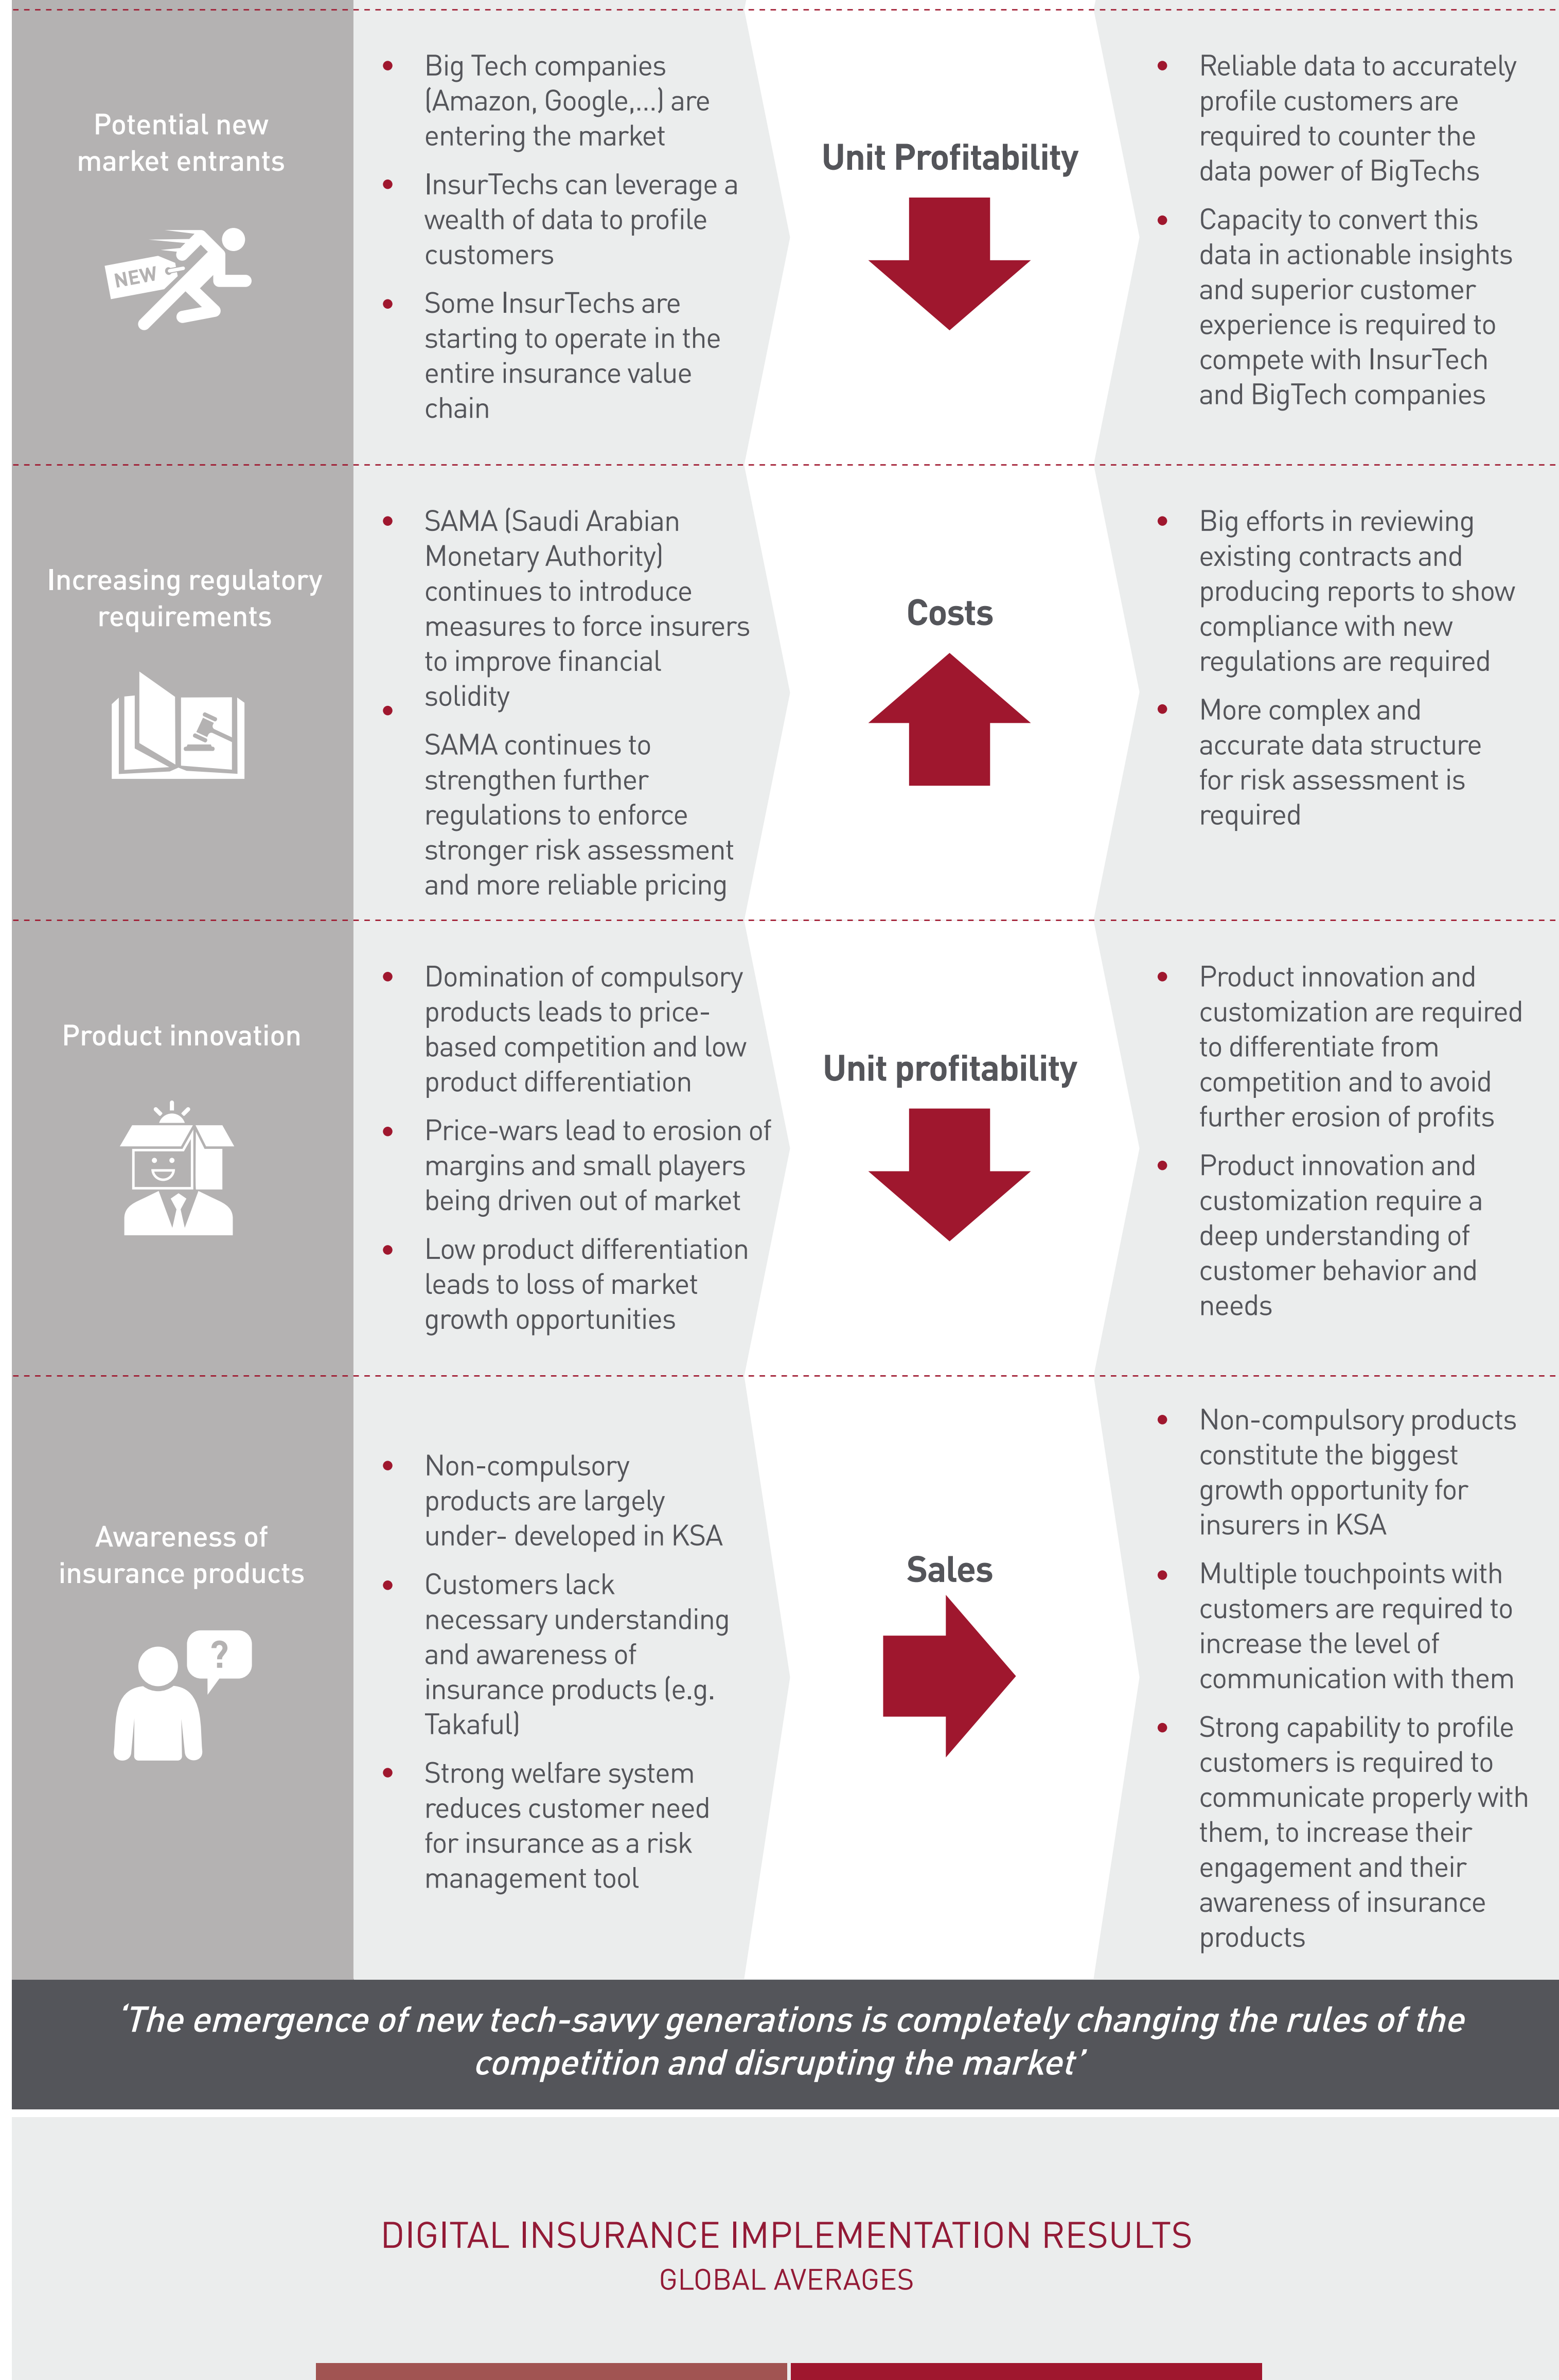 Potential new
market entrants
NEW
• Big Tech companies
(Amazon, Google,...) are
entering the market
• InsurTechs can leverage a
wealth of data to profile
customers
• Some InsurTechs are
starting to operate in the
entire insurance value
chain
Unit Profitability
• Reliable data to accurately
profile customers are
required to counter the
data power of BigTechs
• Capacity to convert this
data in actionable insights
and superior customer
experience is required to
compete with InsurTech
and BigTech companies
Increasing regulatory
requirements
• SAMA (Saudi Arabian
Monetary Authority)
continues to introduce
measures to force insurers
to improve financial
solidity
• SAMA continues to
strengthen further
regulations to enforce
stronger risk assessment
and more reliable pricing
Costs
• Big efforts in reviewing
existing contracts and
producing reports to show
compliance with new
regulations are required
• More complex and
accurate data structure
for risk assessment is
required
Product innovation
• Domination of compulsory
products leads to price-
based competition and low
product differentiation
• Price-wars lead to erosion of
margins and small players
being driven out of market
• Low product differentiation
leads to loss of market
growth opportunities
Unit profitability
• Product innovation and
customization are required
to differentiate from
competition and to avoid
further erosion of profits
• Product innovation and
customization require a
deep understanding of
customer behavior and
needs
Awareness of
insurance products
?
• Non-compulsory
products are largely
under- developed in KSA
• Customers lack
necessary understanding
and awareness of
insurance products (e.g.
Takaful)
• Strong welfare system
reduces customer need
for insurance as a risk
management tool
Sales
• Non-compulsory products
constitute the biggest
growth opportunity for
insurers in KSA
• Multiple touchpoints with
customers are required to
increase the level of
communication with them
• Strong capability to profile
customers is required to
communicate properly with
them, to increase their
engagement and their
awareness of insurance
products
‘The emergence of new tech-savvy generations is completely changing the rules of the
competition and disrupting the market’
DIGITAL INSURANCE IMPLEMENTATION RESULTS
GLOBAL AVERAGES